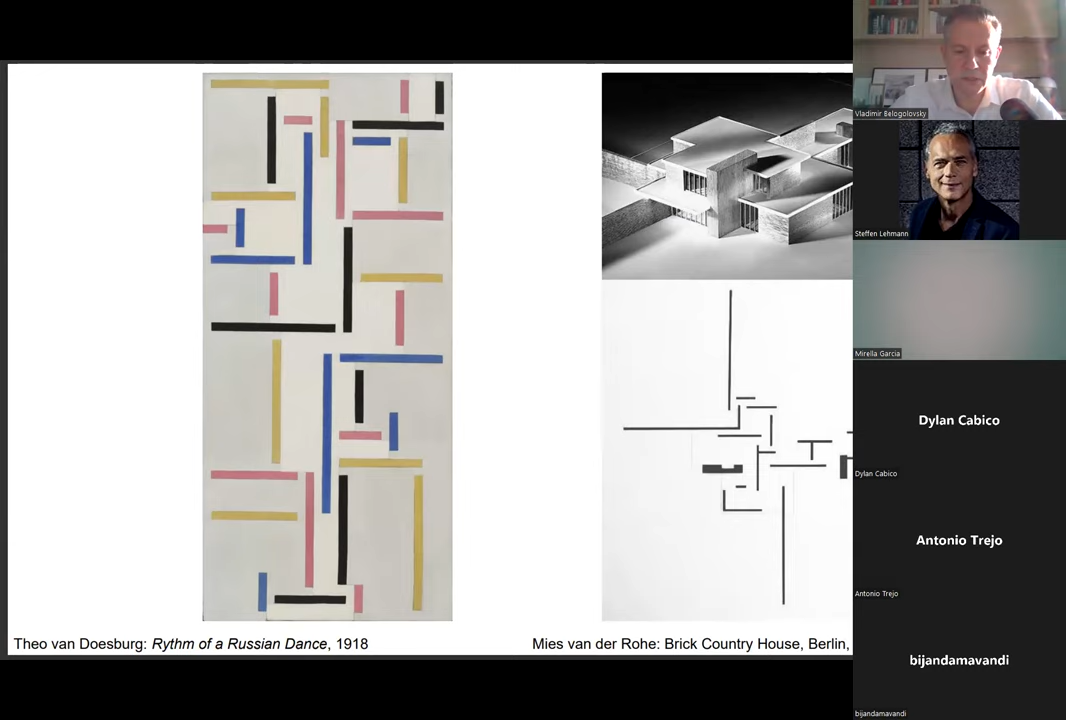 Vladimir Belogolovsky
Steffen Lehmann
Mirella Garcia
Dylan Cabico
Dylan Cabico
Antonio Trejo
Antonio Trejo
bijandamavandi
bijandamavandi
Theo van Doesburg: Rythm of a Russian Dance, 1918
Mies van der Rohe: Brick Country House, Berlin,